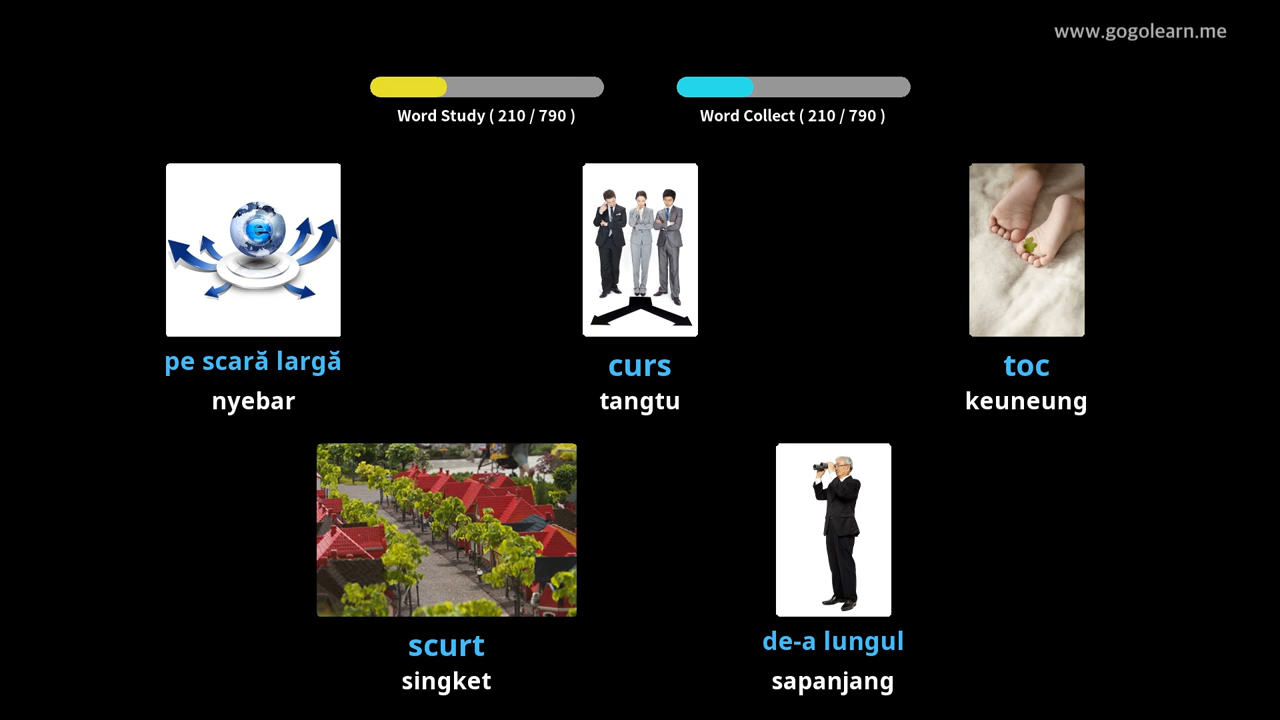 www.gogolearn.me
Word Study ( 210 / 790 )
Word Collect ( 210 / 790 )
pe scară largă
nyebar
curs
tangtu
toc
keuneung
scurt
singket
de-a lungul
sapanjang